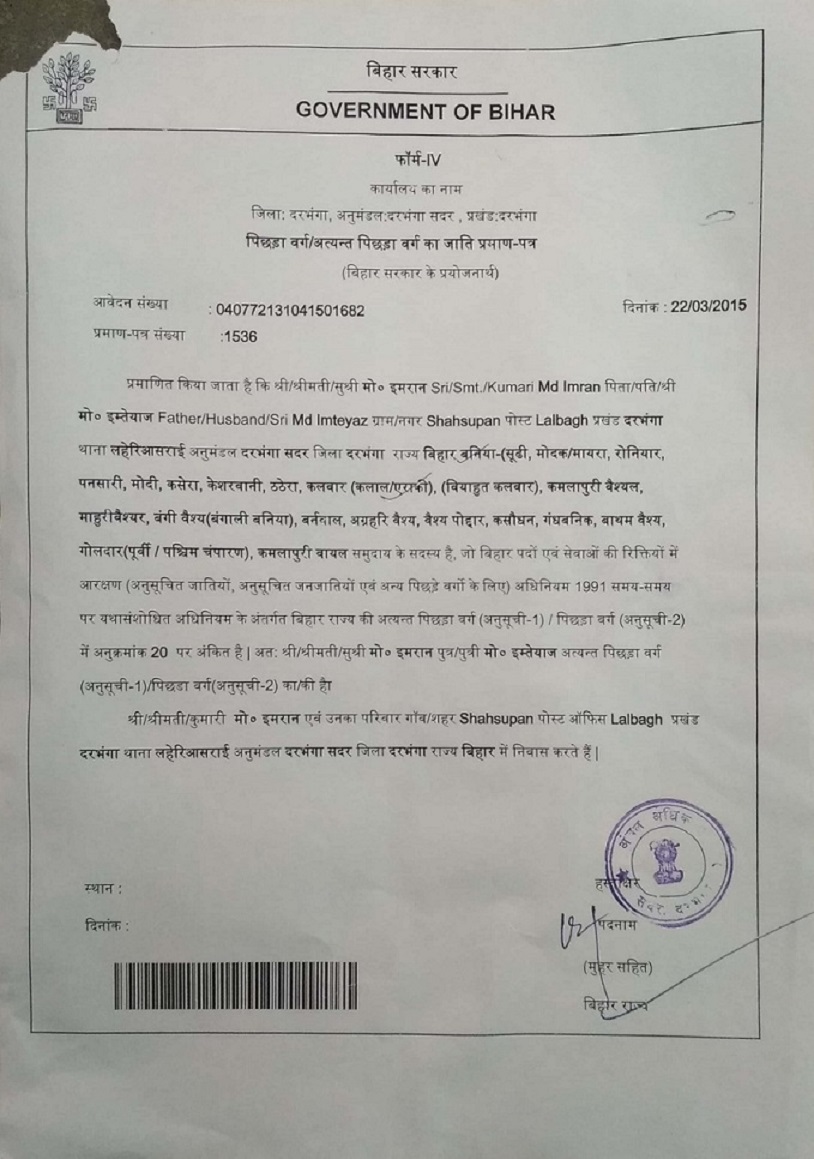 बिहार सरकार
GOVERNMENT OF BIHAR
फॉर्म-IV
कार्यालय का नाम
जिला: दरभंगा, अनुमंडल:दरभंगा सदर , प्रखंड:दरभंगा
पिछड़ा वर्ग/अत्यन्त पिछड़ा वर्ग का जाति प्रमाण-पत्र
(बिहार सरकार के प्रयोजनार्थ)
आवेदन संख्या : 040772131041501682 दिनांक : 22/03/2015
प्रमाण-पत्र संख्या :1536
प्रमाणित किया जाता है कि श्री/श्रीमती/सुश्री मो० इमरान Sri/Smt./Kumari Md Imran पिता/पति/श्री
मो० इम्तेयाज Father/Husband/Sri Md Imteyaz ग्राम/नगर Shahsupan पोस्ट Lalbagh प्रखंड दरभंगा
थाना लहेरिआसराई अनुमंडल दरभंगा सदर जिला दरभंगा राज्य बिहार बनिया-(सूढी, मोदक/मायरा, रोनियार,
पनसारी, मोदी, कसेरा, केशरवानी, ठठेरा, कलवार (कलाल/एराकी), (वियाहुत कलवार), कमलापुरी वैश्यल,
माहुरीवैश्यर, बंगी वैश्य(बंगाली बनिया), बर्नवाल, अग्रहरि वैश्य, वैश्य पोद्दार, कसौधन, गंधबनिक, बाथम वैश्य,
गोलदार(पूर्वी / पश्चिम चंपारण), कमलापुरी वायल समुदाय के सदस्य है, जो बिहार पदों एवं सेवाओं की रिक्तियों में
आरक्षण (अनुसूचित जातियों, अनुसूचित जनजातियों एवं अन्य पिछड़े वर्गों के लिए) अधिनियम 1991 समय-समय
पर यथासंशोधित अधिनियम के अंतर्गत बिहार राज्य की अत्यन्त पिछड़ा वर्ग (अनुसूची-1) / पिछड़ा वर्ग (अनुसूची-2)
में अनुक्रमांक 20 पर अंकित है | अतः श्री/श्रीमती/सुश्री मो० इमरान पुत्र/पुत्री मो० इम्तेयाज अत्यन्त पिछड़ा वर्ग
(अनुसूची-1)/पिछडा वर्ग(अनुसूची-2) का/की है।
श्री/श्रीमती/कुमारी मो० इमरान एवं उनका परिवार गाँव/शहर Shahsupan पोस्ट ऑफिस Lalbagh प्रखंड
दरभंगा थाना लहेरिआसराई अनुमंडल दरभंगा सदर जिला दरभंगा राज्य बिहार में निवास करते हैं |
स्थान :
हस्ताक्षर
दिनांक :
पदनाम
(मुहर सहित)
बिहार राज्य